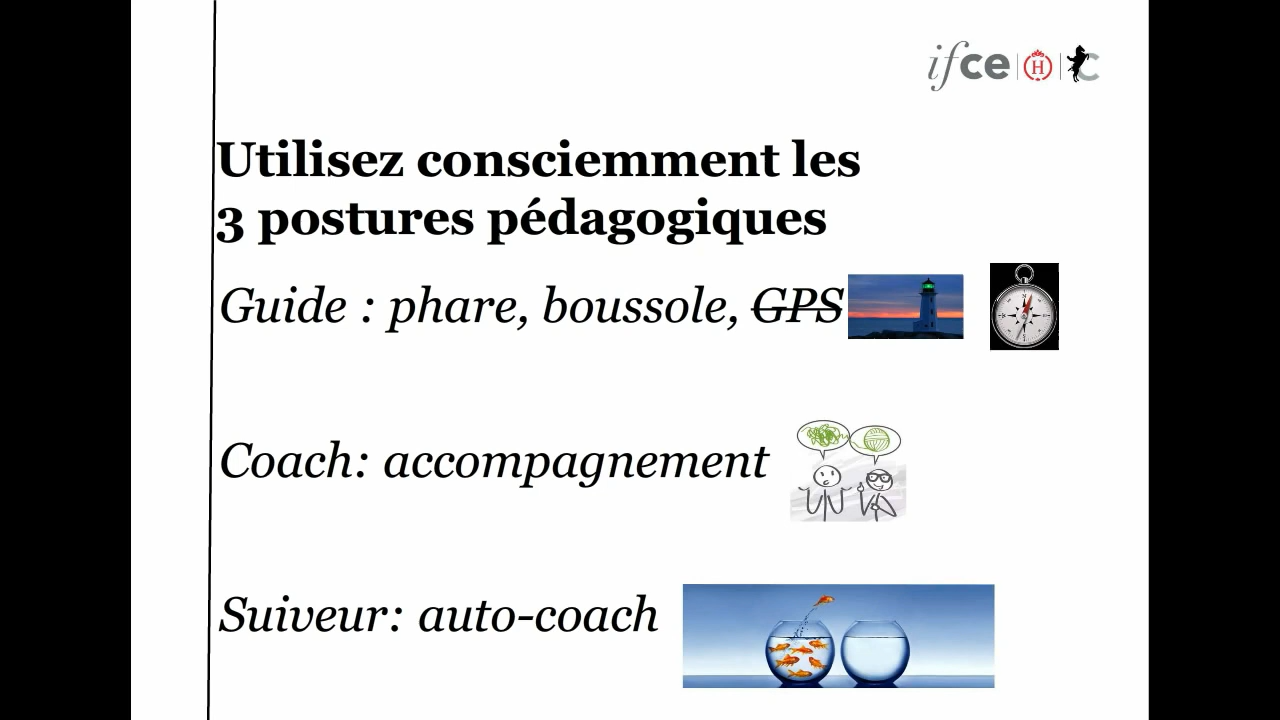 ifce | H | C
Utilisez consciemment les
3 postures pédagogiques
Guide : phare, boussole, GPS
Coach: accompagnement
Suiveur: auto-coach